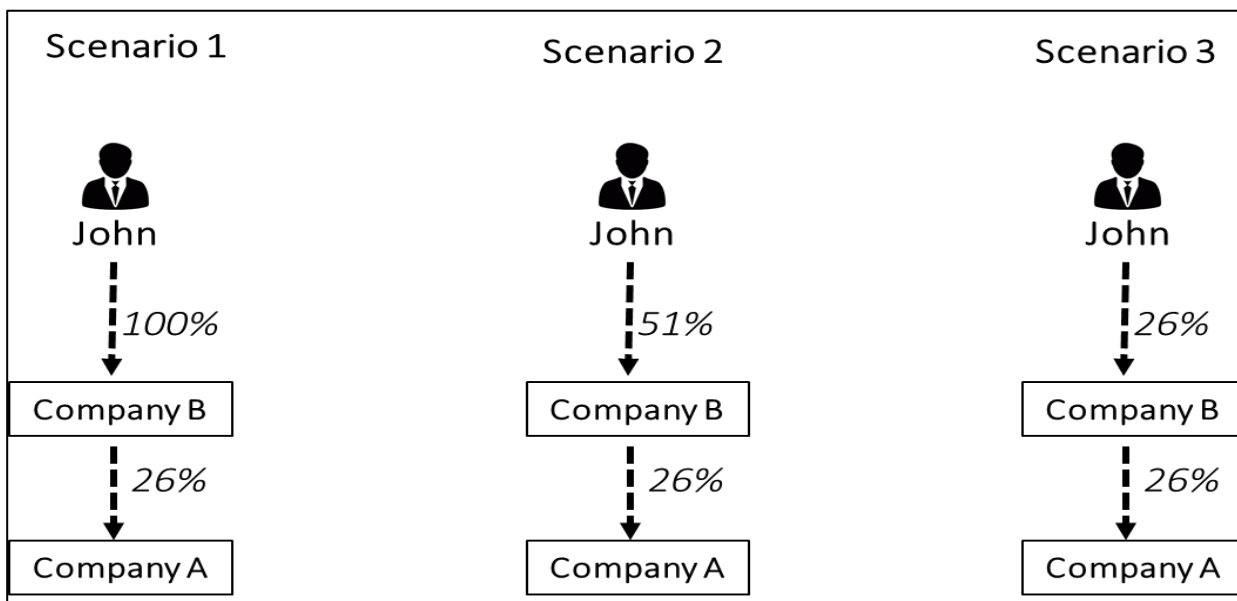 Scenario 1
John
100%
Company B
26%
Company A
Scenario 2
John
51%
Company B
26%
Company A
Scenario 3
John
26%
Company B
26%
Company A